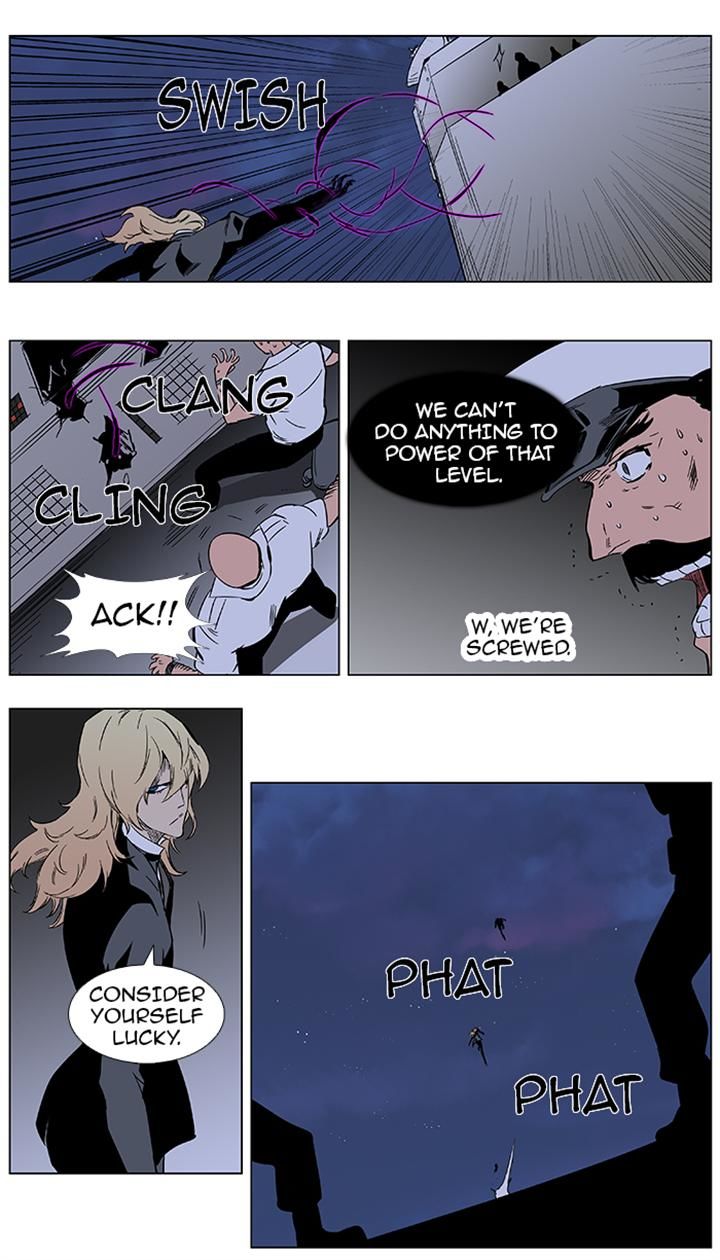 SWISH
CLANG
CLING
ACK!!
WE CAN'T
DO ANYTHING TO
POWER OF THAT
LEVEL.
W, WE'RE
SCREWED.
CONSIDER
YOURSELF
LUCKY.
PHAT
PHAT